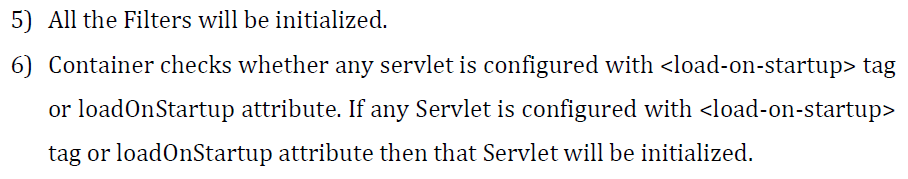 5) All the Filters will be initialized.
6) Container checks whether any servlet is configured with <load-on-startup> tag
or loadOnStartup attribute. If any Servlet is configured with <load-on-startup>
tag or loadOnStartup attribute then that Servlet will be initialized.